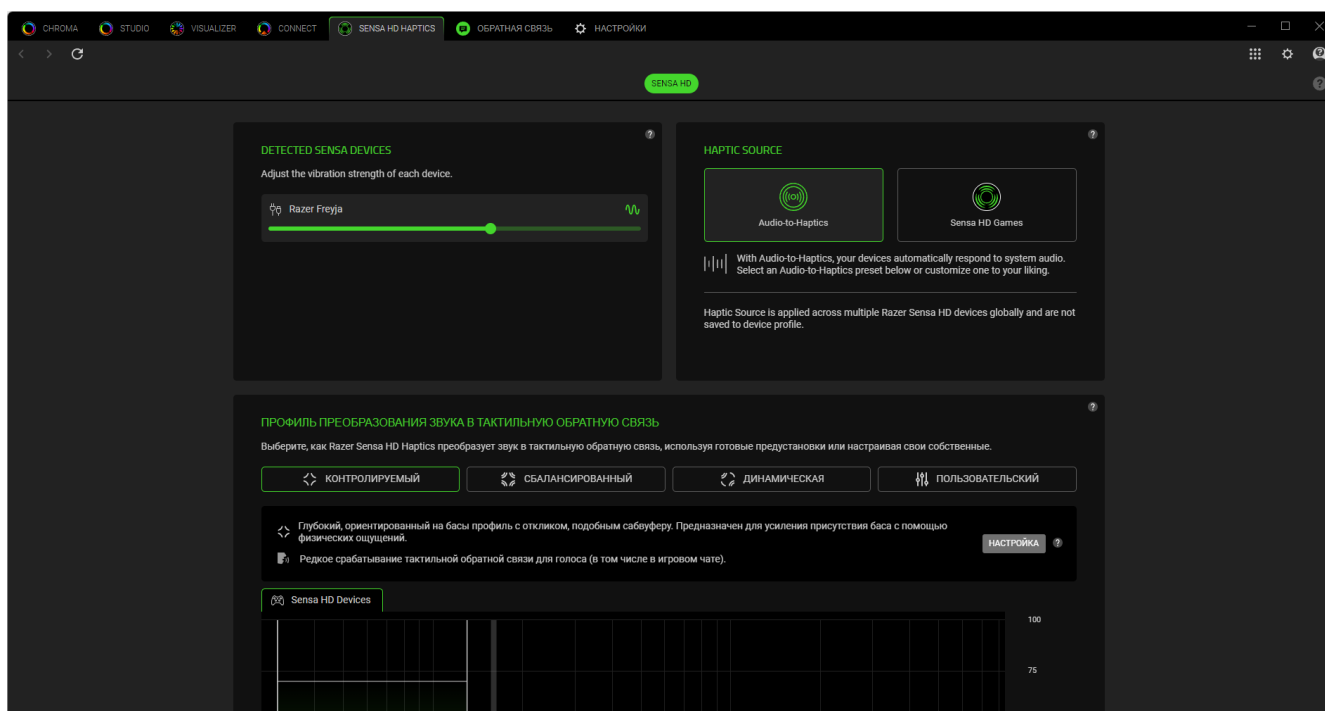 CHROMA
STUDIO
VISUALIZER
CONNECT
SENSA HD HAPTICS
ОБРАТНАЯ СВЯЗЬ
НАСТРОЙКИ
SENSA HD
DETECTED SENSA DEVICES
Adjust the vibration strength of each device.
Razer Freyja
HAPTIC SOURCE
Audio-to-Haptics
Sensa HD Games
With Audio-to-Haptics, your devices automatically respond to system audio.
Select an Audio-to-Haptics preset below or customize one to your liking.
Haptic Source is applied across multiple Razer Sensa HD devices globally and are not
saved to device profile.
ПРОФИЛЬ ПРЕОБРАЗОВАНИЯ ЗВУКА В ТАКТИЛЬНУЮ ОБРАТНУЮ СВЯЗЬ
Выберите, как Razer Sensa HD Haptics преобразует звук в тактильную обратную связь, используя готовые предустановки или настраивая свои собственные.
КОНТРОЛИРУЕМЫЙ
СБАЛАНСИРОВАННЫЙ
ДИНАМИЧЕСКАЯ
ПОЛЬЗОВАТЕЛЬСКИЙ
Глубокий, ориентированный на басы профиль с откликом, подобным сабвуферу. Предназначен для усиления присутствия баса с помощью
физических ощущений.
НАСТРОЙКА
Редкое срабатывание тактильной обратной связи для голоса (в том числе в игровом чате).
Sensa HD Devices
100
75